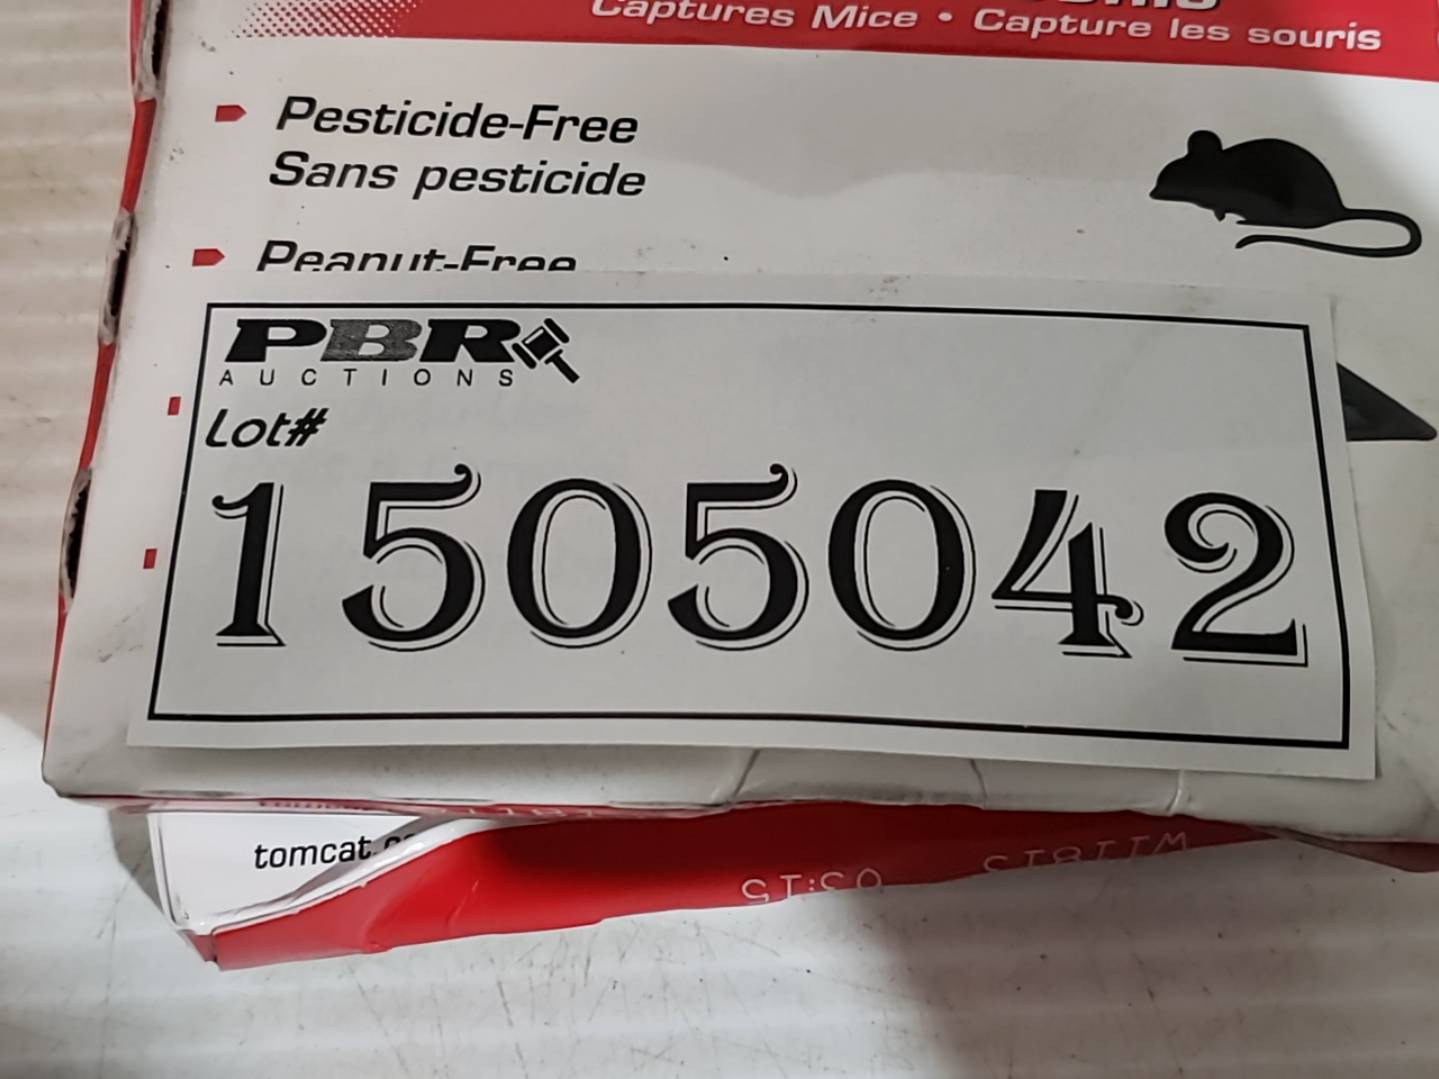 Captures Mice • Capture les souris
Pesticide-Free
Sans pesticide
Peanut-Free
PBR
AUCTIONS
Lot#
1505042
tomcat.